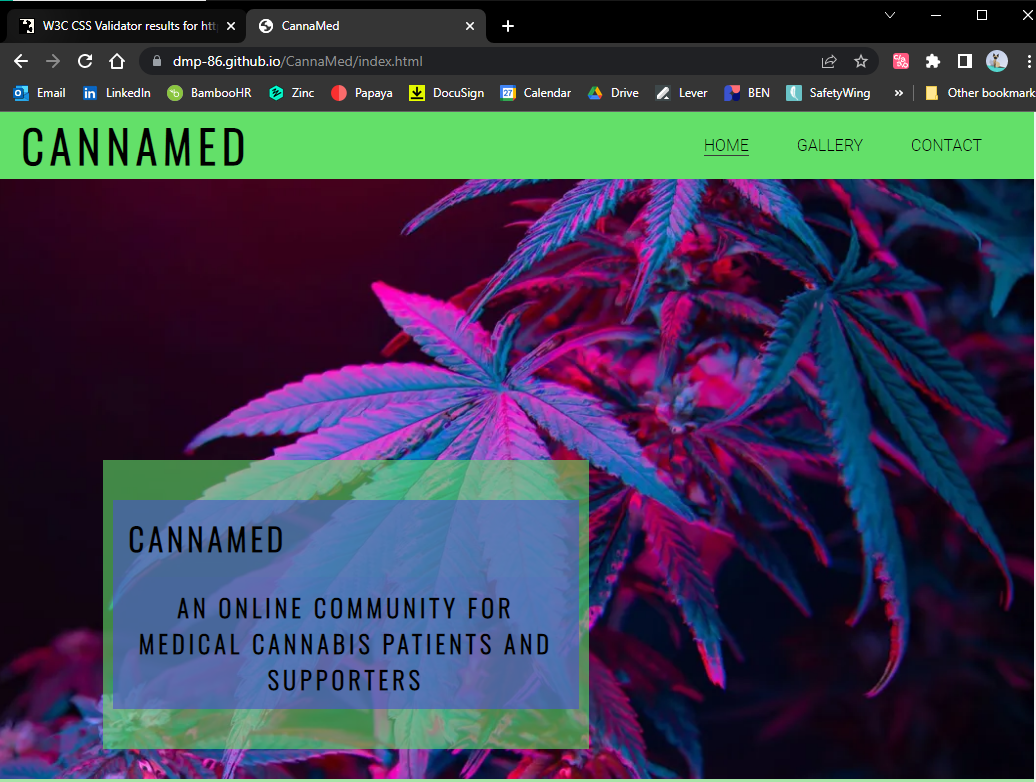 W3C CSS Validator results for htt
CannaMed
dmp-86.github.io/CannaMed/index.html
Email LinkedIn BambooHR Zinc Papaya DocuSign 27 Calendar Drive Lever BEN SafetyWing » Other bookmark
CANNAMED
HOME GALLERY CONTACT
CANNAMED
AN ONLINE COMMUNITY FOR
MEDICAL CANNABIS PATIENTS AND
SUPPORTERS